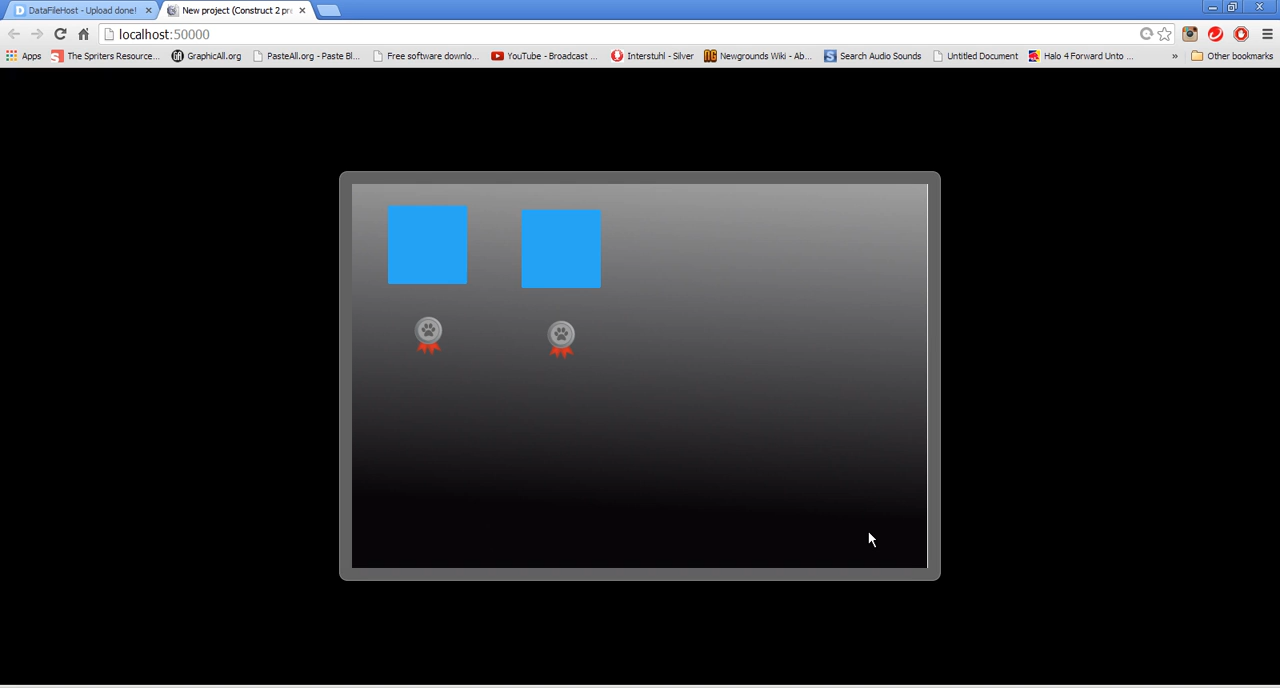 DataFileHost - Upload done!
New project (Construct 2 pre
localhost:50000
Apps
The Spriters Resource...
GraphicAll.org
PasteAll.org - Paste Bl...
Free software downlo...
YouTube - Broadcast ...
Interstuhl - Silver
Newgrounds Wiki - Ab...
Search Audio Sounds
Untitled Document
Halo 4 Forward Unto ...
»
Other bookmarks